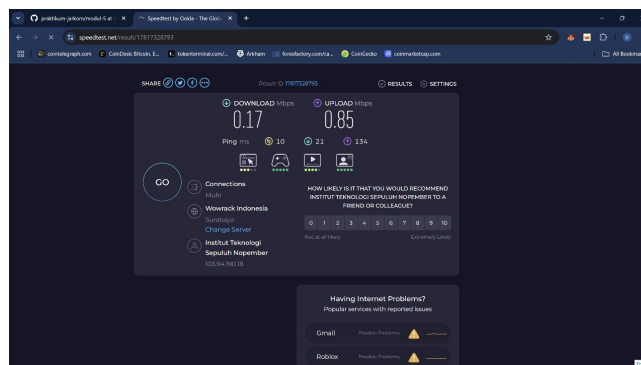 praktikum-jarkom/modul-5 at
Speedtest by Ookla - The Glob
speedtest.net/result/17817328793
cointelegraph.com
CoinDesk: Bitcoin, E...
tokenterminal.com/...
Arkham
forexfactory.com/ca...
CoinGecko
coinmarketcap.com
All Bookmar
SHARE
Result ID 17817328793
RESULTS
SETTINGS
DOWNLOAD Mbps
0.17
UPLOAD Mbps
0.85
Ping ms 10 21 134
GO
Connections
Multi
Wowrack Indonesia
Surabaya
Change Server
Institut Teknologi
Sepuluh Nopember
103.94.190.18
HOW LIKELY IS IT THAT YOU WOULD RECOMMEND
INSTITUT TEKNOLOGI SEPULUH NOPEMBER TO A
FRIEND OR COLLEAGUE?
0 1 2 3 4 5 6 7 8 9 10
Not at all likely
Extremely Likely
Having Internet Problems?
Popular services with reported issues
Gmail Possible Problems
Roblox Possible Problems